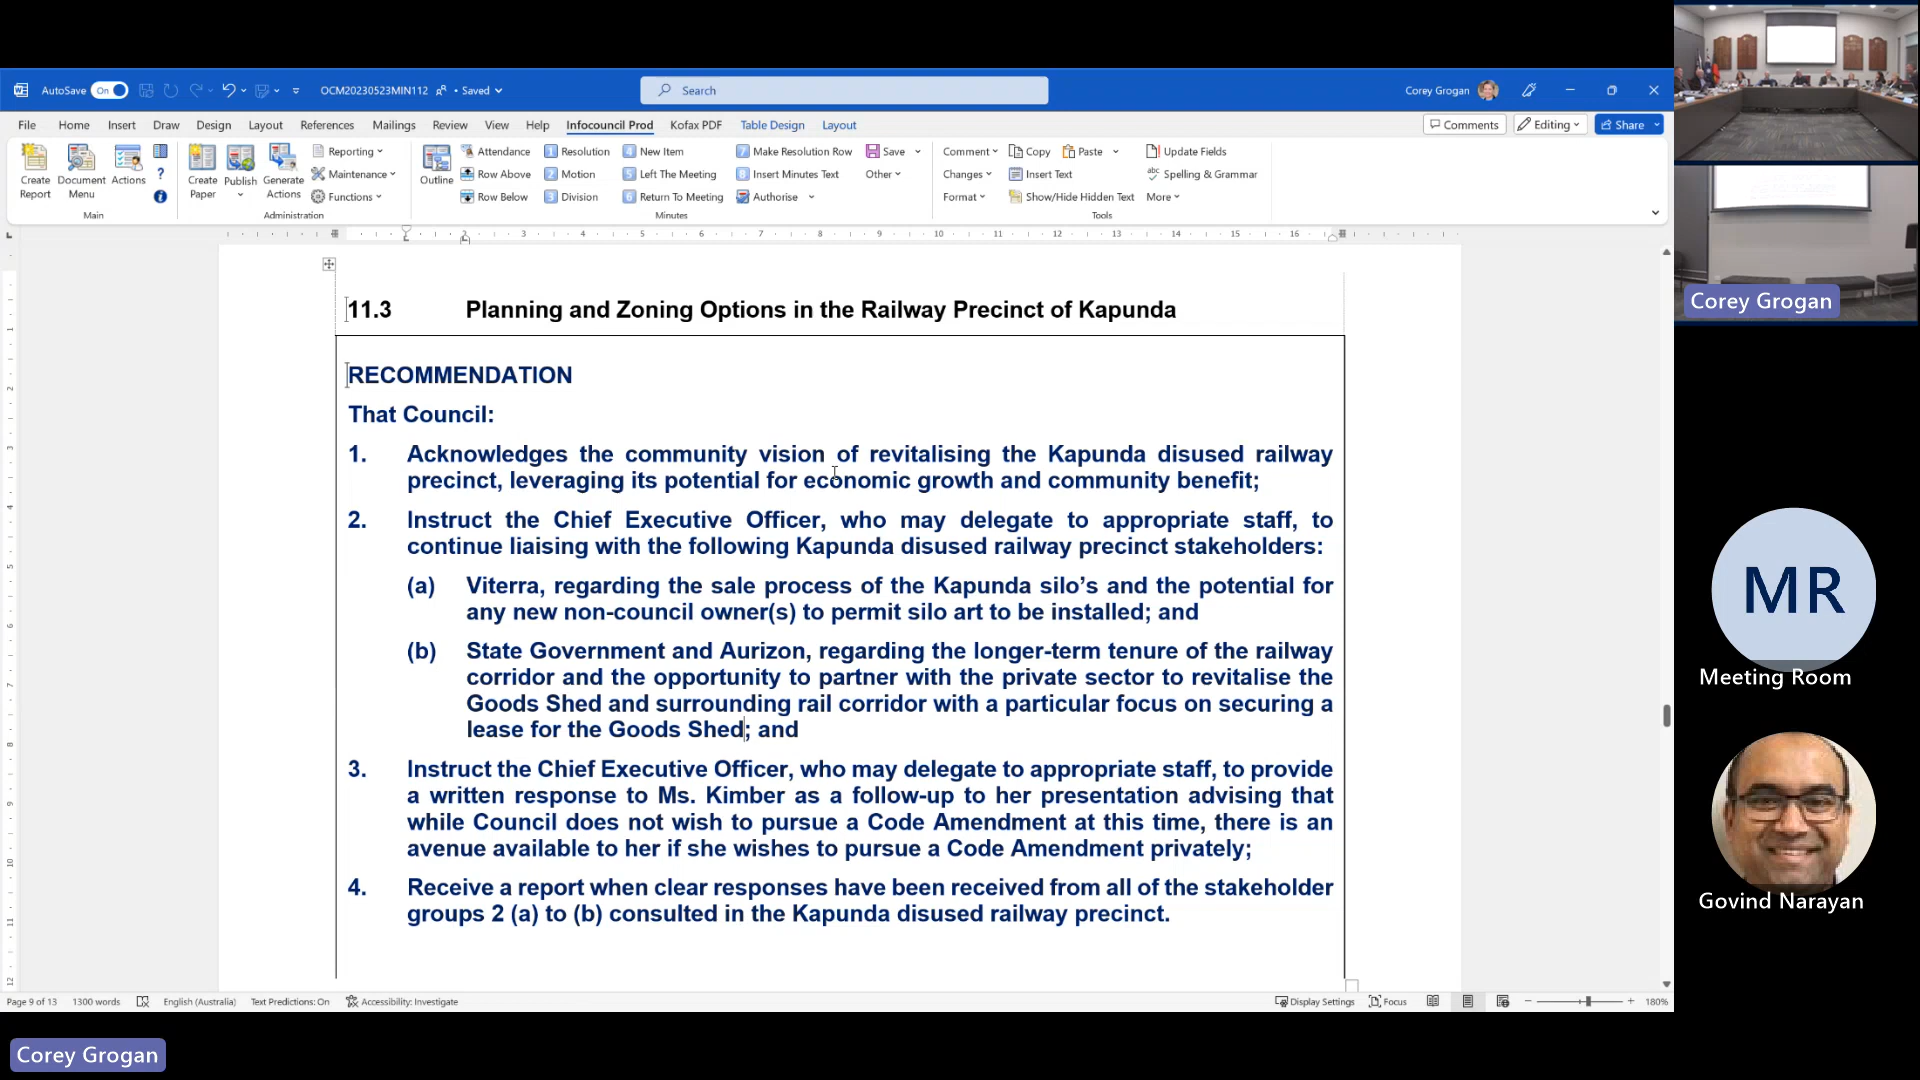 AutoSave On OCM20230523MIN112 • Saved Search Corey Grogan
File Home Insert Draw Design Layout References Mailings Review View Help Infocouncil Prod Kofax PDF Table Design Layout Comments Editing Share
Create Report Document Menu Actions Main
Create Paper Publish Generate Actions Reporting Maintenance Functions Administration
Outline Attendance Row Above Row Below 1 Resolution 2 Motion 3 Division 4 New Item 5 Left The Meeting 6 Return To Meeting 7 Make Resolution Row 8 Insert Minutes Text Authorise Save Other Minutes
Comment Changes Format Copy Paste Insert Text Show/Hide Hidden Text Update Fields Spelling & Grammar More Tools
11.3 Planning and Zoning Options in the Railway Precinct of Kapunda
RECOMMENDATION
That Council:
1. Acknowledges the community vision of revitalising the Kapunda disused railway
precinct, leveraging its potential for economic growth and community benefit;
2. Instruct the Chief Executive Officer, who may delegate to appropriate staff, to
continue liaising with the following Kapunda disused railway precinct stakeholders:
(a) Viterra, regarding the sale process of the Kapunda silo's and the potential for
any new non-council owner(s) to permit silo art to be installed; and
(b) State Government and Aurizon, regarding the longer-term tenure of the railway
corridor and the opportunity to partner with the private sector to revitalise the
Goods Shed and surrounding rail corridor with a particular focus on securing a
lease for the Goods Shed; and
3. Instruct the Chief Executive Officer, who may delegate to appropriate staff, to provide
a written response to Ms. Kimber as a follow-up to her presentation advising that
while Council does not wish to pursue a Code Amendment at this time, there is an
avenue available to her if she wishes to pursue a Code Amendment privately;
4. Receive a report when clear responses have been received from all of the stakeholder
groups 2 (a) to (b) consulted in the Kapunda disused railway precinct.
Page 9 of 13 1300 words English (Australia) Text Predictions: On Accessibility: Investigate Display Settings Focus 180%
Corey Grogan
Corey Grogan
MR
Meeting Room
Govind Narayan